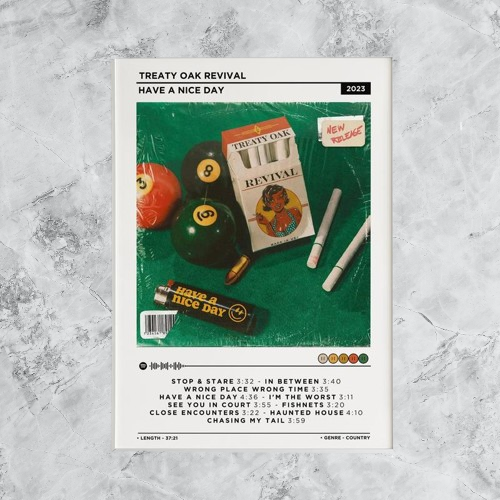 TREATY OAK REVIVAL
HAVE A NICE DAY
2023
NEW
RELEASE
TREATY OAK
REVIVAL
3
8
6
Have a
nice DAY
STOP & STARE 3:32 - IN BETWEEN 3:40
WRONG PLACE WRONG TIME 3:35
HAVE A NICE DAY 4:36 - I'M THE WORST 3:11
SEE YOU IN COURT 3:55 - FISHNETS 3:20
CLOSE ENCOUNTERS 3:22 - HAUNTED HOUSE 4:10
CHASING MY TAIL 3:59
• LENGTH - 37:21
• GENRE - COUNTRY